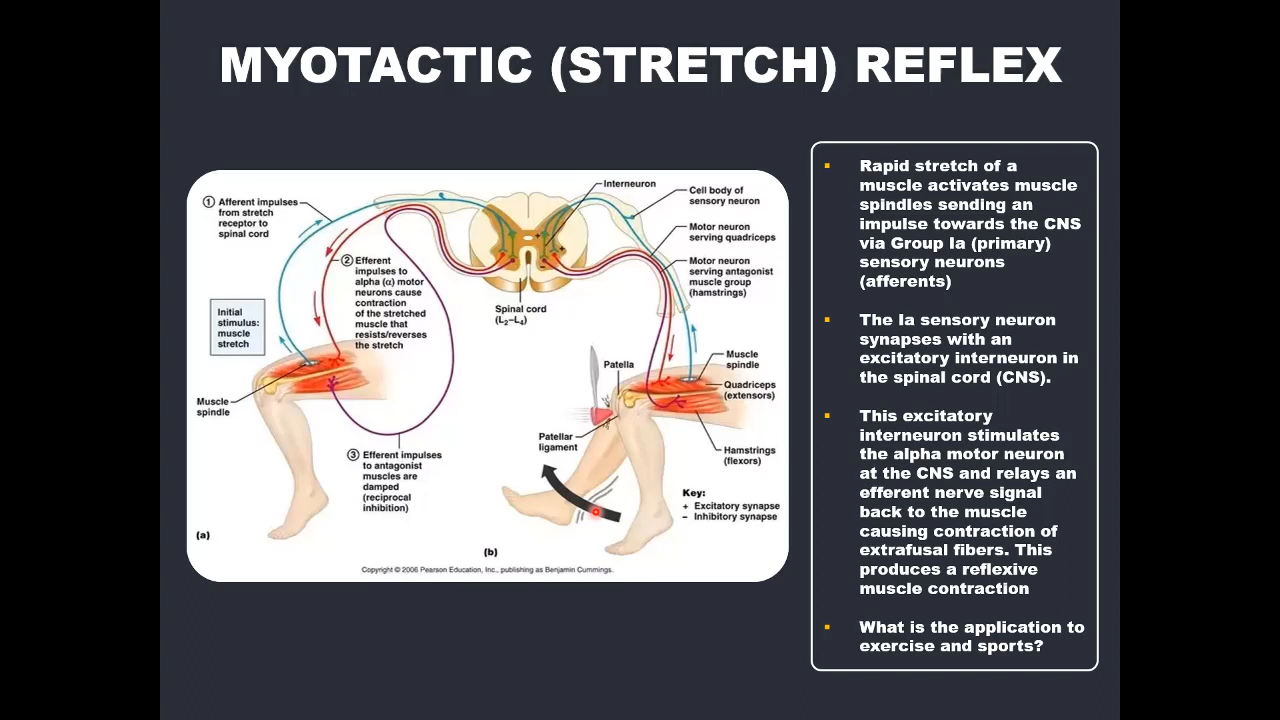 MYOTACTIC (STRETCH) REFLEX
① Afferent impulses
from stretch
receptor to
spinal cord
② Efferent
impulses to
alpha (α) motor
neurons cause
contraction
of the stretched
muscle that
resists/reverses
the stretch
Initial
stimulus:
muscle
stretch
Muscle
spindle
③ Efferent impulses
to antagonist
muscles are
damped
(reciprocal
inhibition)
(a)
Interneuron
Cell body of
sensory neuron
Motor neuron
serving quadriceps
Motor neuron
serving antagonist
muscle group
(hamstrings)
Spinal cord
(L₂–L₄)
+
+
Patella
Muscle
spindle
Quadriceps
(extensors)
Patellar
ligament
Hamstrings
(flexors)
Key:
+ Excitatory synapse
– Inhibitory synapse
(b)
Copyright © 2006 Pearson Education, Inc., publishing as Benjamin Cummings.
▪ Rapid stretch of a
muscle activates muscle
spindles sending an
impulse towards the CNS
via Group Ia (primary)
sensory neurons
(afferents)
▪ The Ia sensory neuron
synapses with an
excitatory interneuron in
the spinal cord (CNS).
▪ This excitatory
interneuron stimulates
the alpha motor neuron
at the CNS and relays an
efferent nerve signal
back to the muscle
causing contraction of
extrafusal fibers. This
produces a reflexive
muscle contraction
▪ What is the application to
exercise and sports?